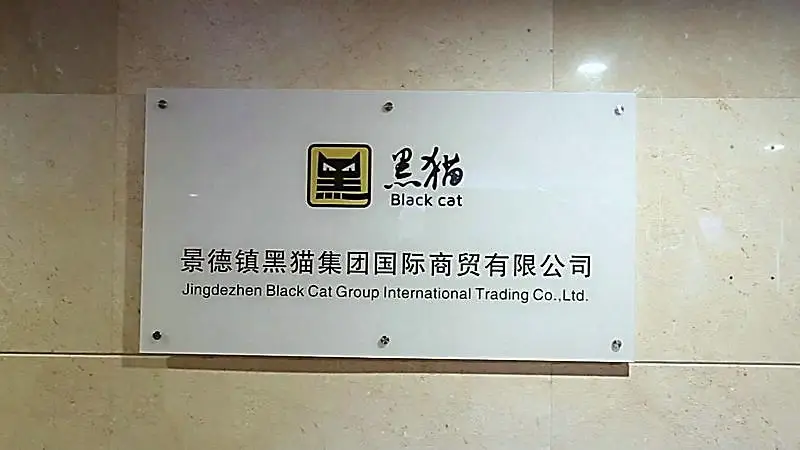 黑猫
Black cat
景德镇黑猫集团国际商贸有限公司
Jingdezhen Black Cat Group International Trading Co.,Ltd.